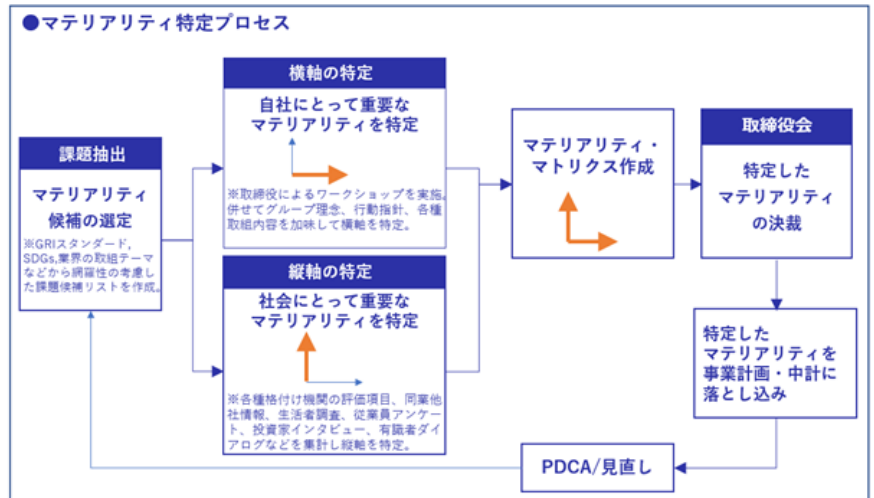 ●マテリアリティ特定プロセス
課題抽出
マテリアリティ
候補の選定
※GRIスタンダード,
SDGs,業界の取組テーマ
などから網羅性の考慮し
た課題候補リストを作成。
横軸の特定
自社にとって重要な
マテリアリティを特定
※取締役によるワークショップを実施。
併せてグループ理念、行動指針、各種
取組内容を加味して横軸を特定。
縦軸の特定
社会にとって重要な
マテリアリティを特定
※各種格付け機関の評価項目、同業他
社情報、生活者調査、従業員アンケー
ト、投資家インタビュー、有識者ダイ
アログなどを集計し縦軸を特定。
マテリアリティ・
マトリクス作成
取締役会
特定した
マテリアリティ
の決裁
特定した
マテリアリティを
事業計画・中計に
落とし込み
PDCA/見直し